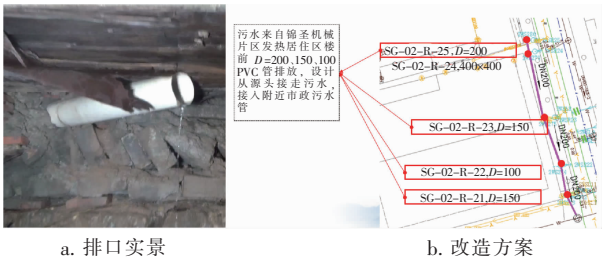 污水来自锦圣机械
片区发热居住区楼
前 D=200、150、100
PVC 管排放，设计
从源头接走污水，
接入附近市政污水
管
SG-02-R-25,D=200
SG-02-R-24,400×400
SG-02-R-23,D=150
SG-02-R-22,D=100
SG-02-R-21,D=150
DN200
DN200
DN200
a. 排口实景
b. 改造方案